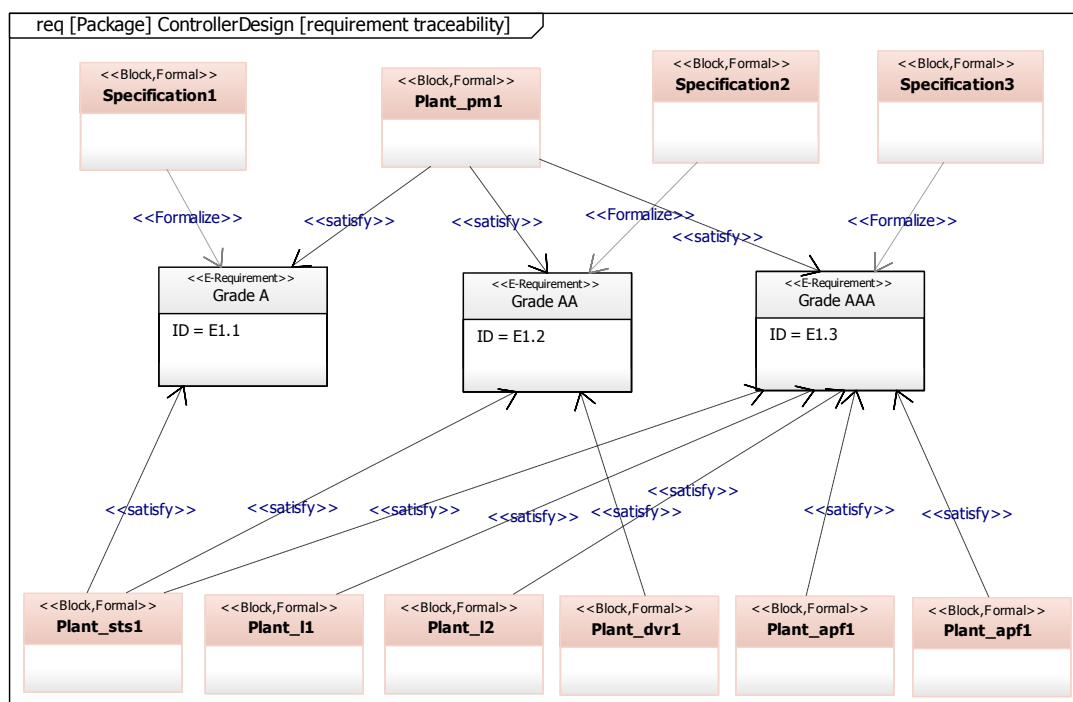 req [Package] ControllerDesign [requirement traceability]
<<Block,Formal>>
Specification1
<<Block,Formal>>
Plant_pm1
<<Block,Formal>>
Specification2
<<Block,Formal>>
Specification3
<<Formalize>>
<<satisfy>>
<<satisfy>>
<<Formalize>>
<<satisfy>>
<<Formalize>>
<<E-Requirement>>
Grade A
ID = E1.1
<<E-Requirement>>
Grade AA
ID = E1.2
<<E-Requirement>>
Grade AAA
ID = E1.3
<<satisfy>>
<<satisfy>>
<<satisfy>>
<<satisfy>>
<<satisfy>>
<<satisfy>>
<<satisfy>>
<<satisfy>>
<<Block,Formal>>
Plant_sts1
<<Block,Formal>>
Plant_l1
<<Block,Formal>>
Plant_l2
<<Block,Formal>>
Plant_dvr1
<<Block,Formal>>
Plant_apf1
<<Block,Formal>>
Plant_apf1